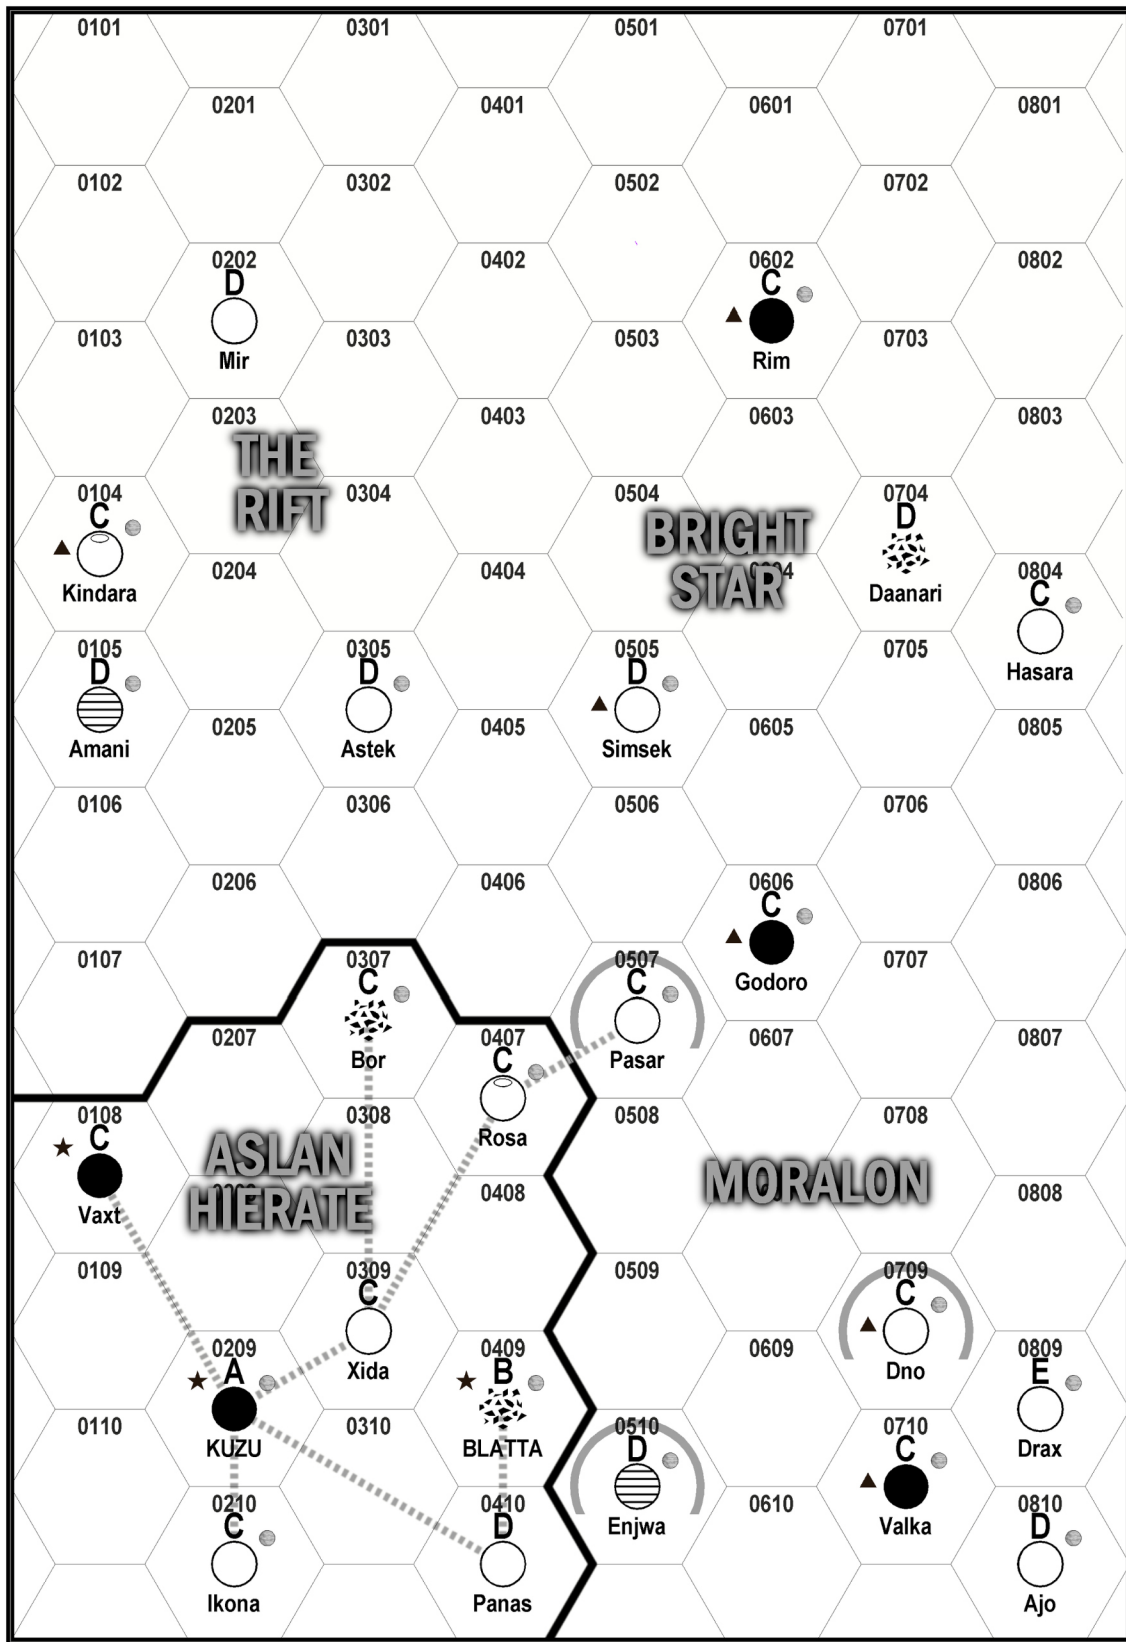 0101 0301 0501 0701
0201 0401 0601 0801
0102 0302 0502 0702
0202 0402 0602 0802
D C
Mir Rim
0103 0303 0503 0703
0203 0403 0603 0803
THE
RIFT
0104 0304 0504 0704
C D
Kindara Daanari
BRIGHT
STAR
0204 0404 0804
C
Hasara
0105 0305 0505 0705
D D D
Amani Astek Simsek
0205 0405 0605 0805
0106 0306 0506 0706
0206 0406 0606 0806
C
Godoro
0107 0307 0507 0707
C C
Bor Pasar
0207 0407 0607 0807
C
Rosa
0108 0308 0508 0708
C
Vaxt
ASLAN
HIERATE
MORALON
0408 0808
0109 0309 0509 0709
C C
Xida Dno
0209 0409 0609 0809
A B E
KUZU BLATTA Drax
0110 0310 0510 0710
D C
Enjwa Valka
0210 0410 0610 0810
C D D
Ikona Panas Ajo